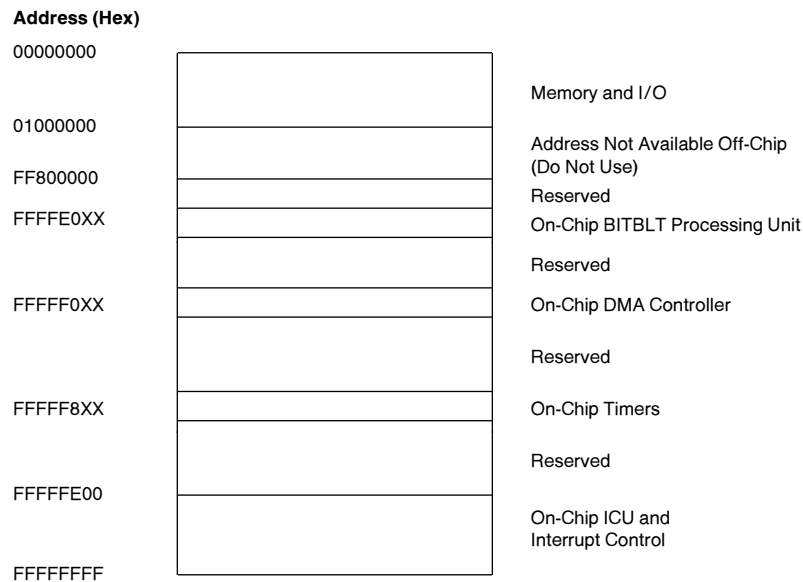 Address (Hex)
00000000
Memory and I/O
01000000
Address Not Available Off-Chip
(Do Not Use)
FF800000
Reserved
FFFFE0XX
On-Chip BITBLT Processing Unit
Reserved
FFFFF0XX
On-Chip DMA Controller
Reserved
FFFFF8XX
On-Chip Timers
Reserved
FFFFFE00
On-Chip ICU and
Interrupt Control
FFFFFFFF